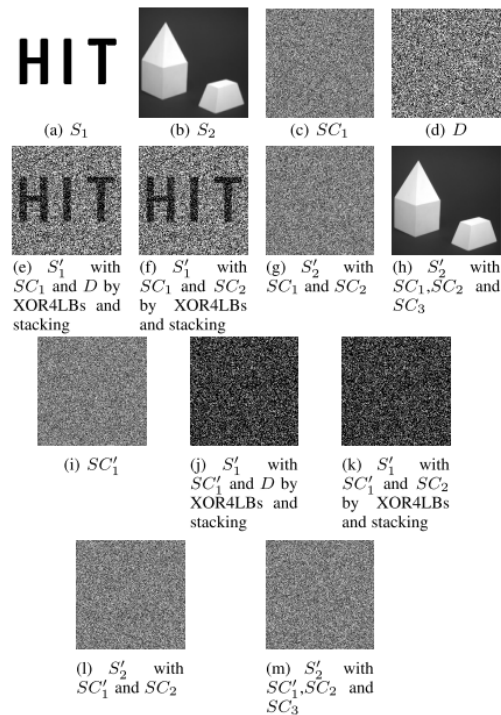 HIT
(a) S₁
(b) S₂
(c) SC₁
(d) D
HIT
HIT
(e) S′₁ with
SC₁ and D by
XOR4LBs and
stacking
(f) S′₁ with
SC₁ and SC₂
by XOR4LBs
and stacking
(g) S′₂ with
SC₁ and SC₂
(h) S′₂ with
SC₁,SC₂ and
SC₃
(i) SC′₁
(j) S′₁ with
SC′₁ and D by
XOR4LBs and
stacking
(k) S′₁ with
SC′₁ and SC₂
by XOR4LBs
and stacking
(l) S′₂ with
SC′₁ and SC₂
(m) S′₂ with
SC′₁,SC₂ and
SC₃